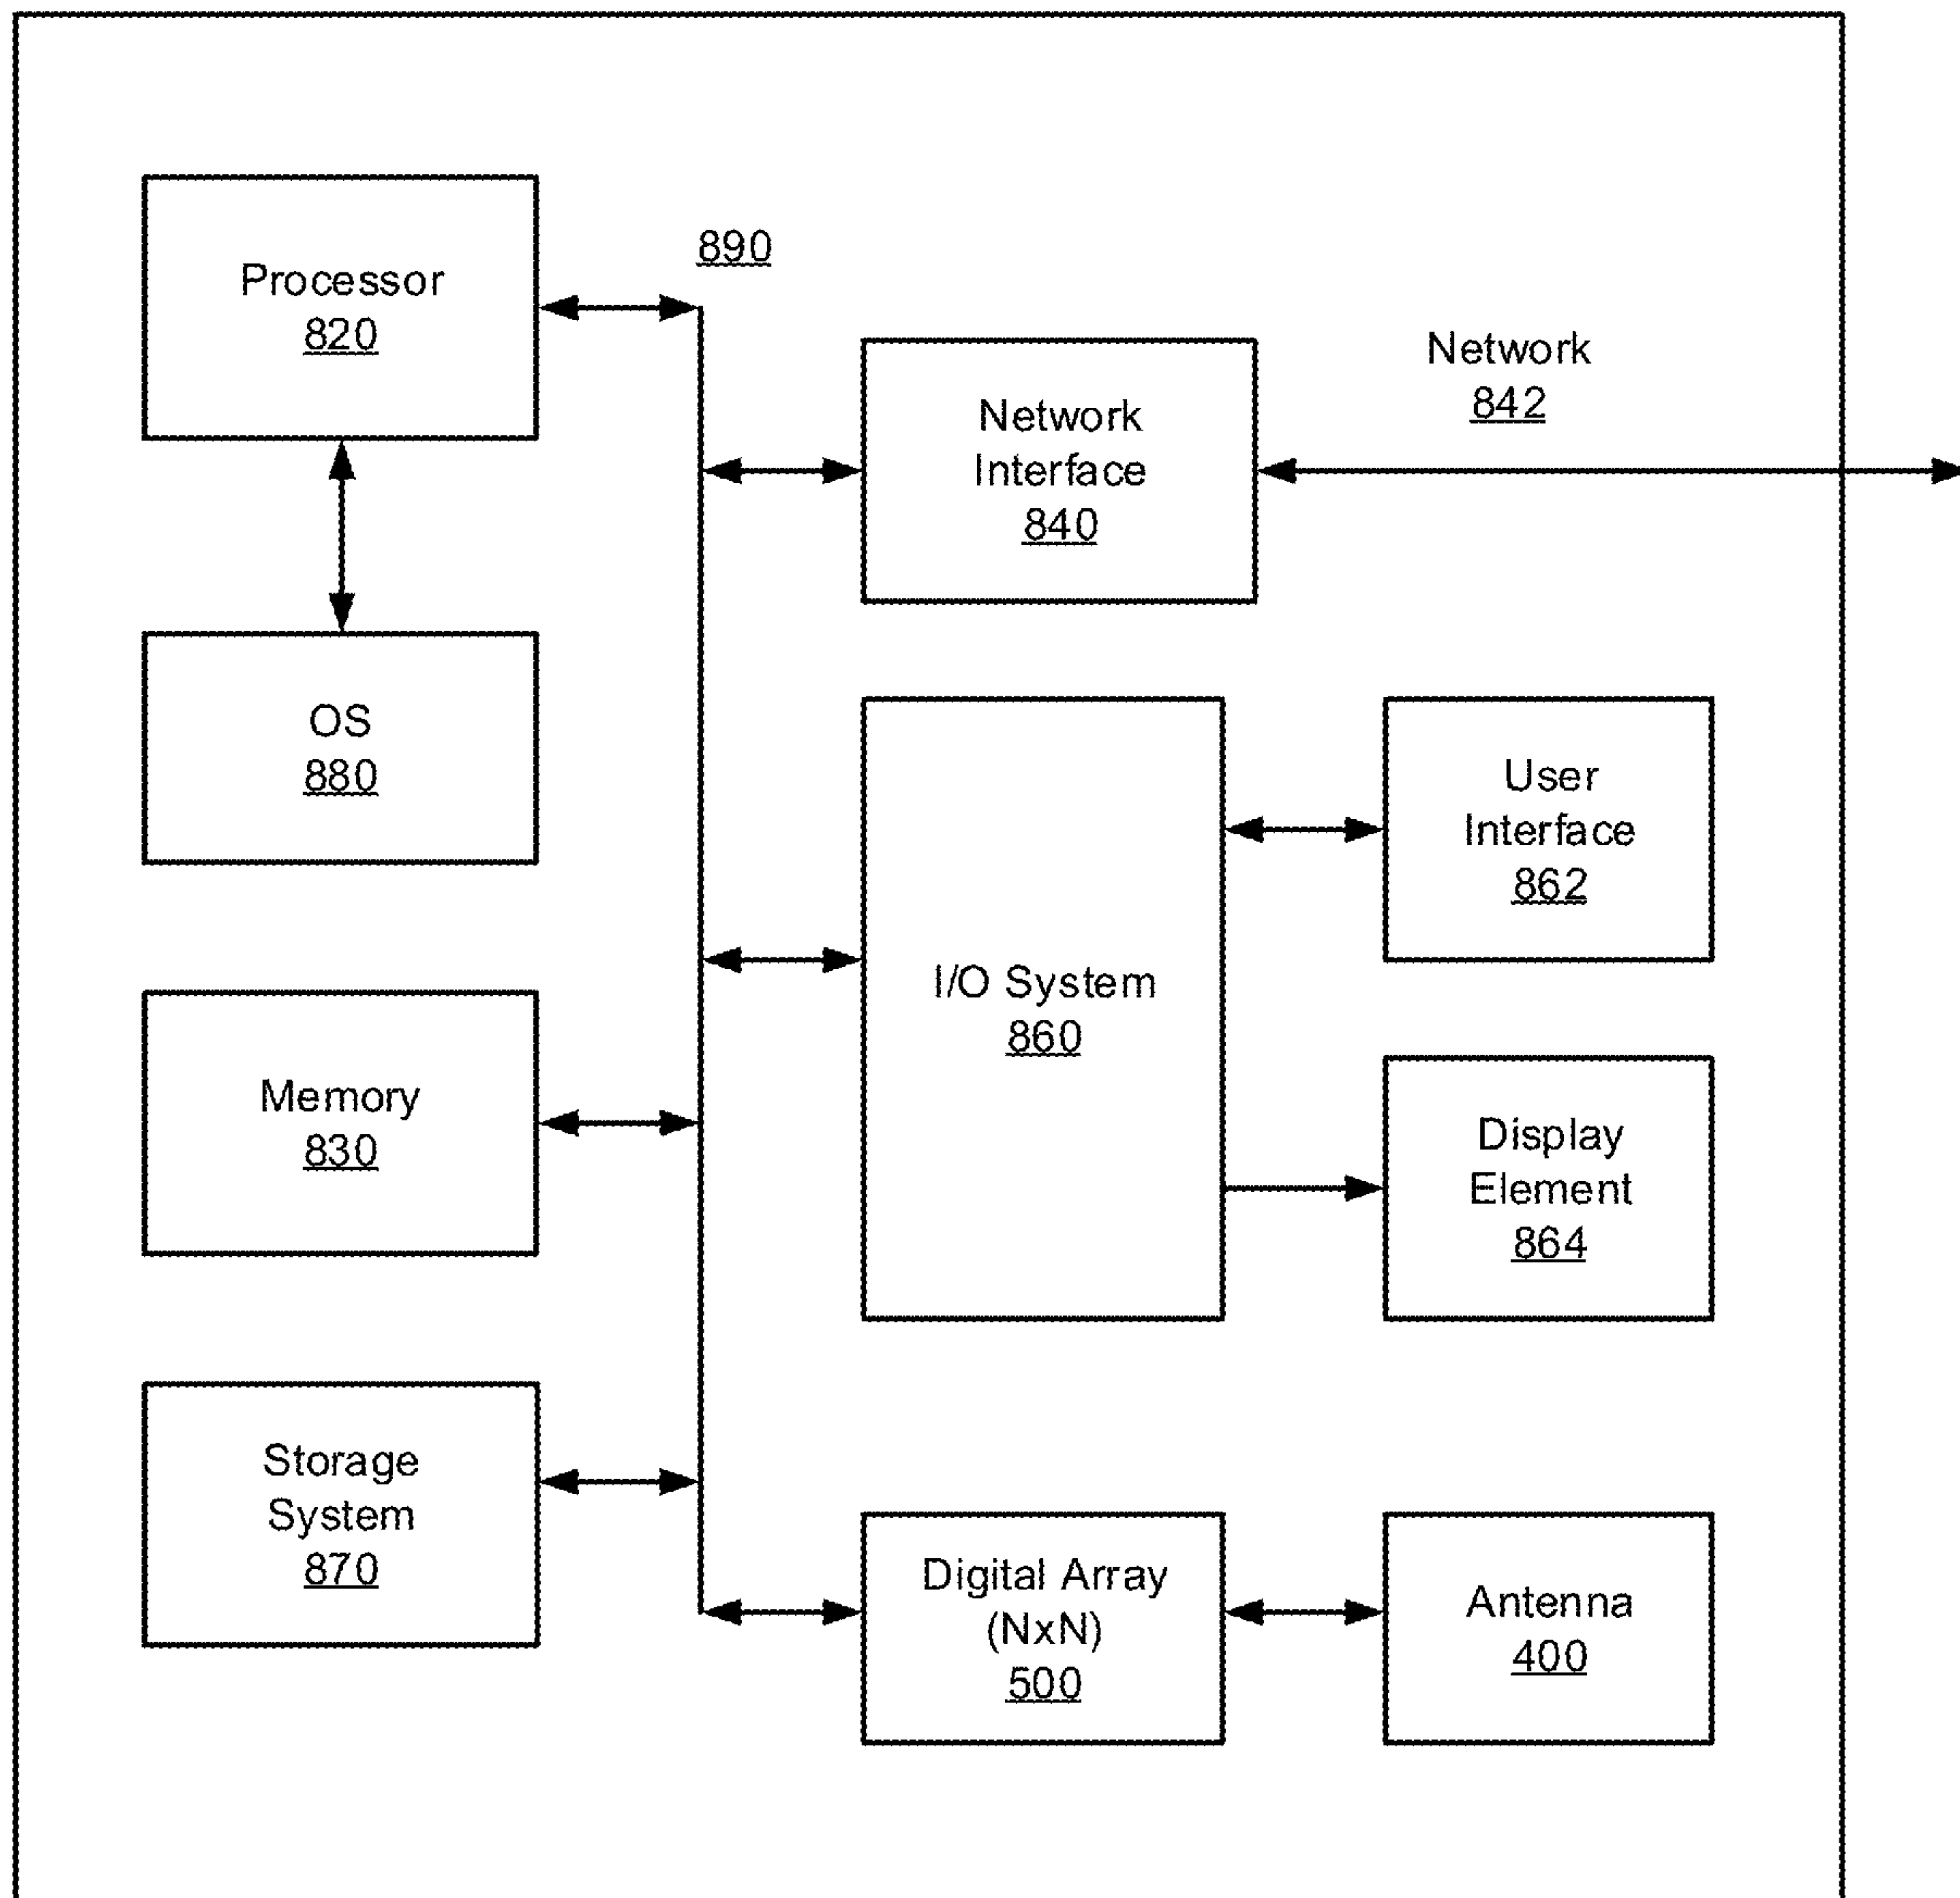 Processor
820
890
Network
842
Network
Interface
840
OS
880
User
Interface
862
I/O System
860
Memory
830
Display
Element
864
Storage
System
870
Digital Array
(NxN)
500
Antenna
400